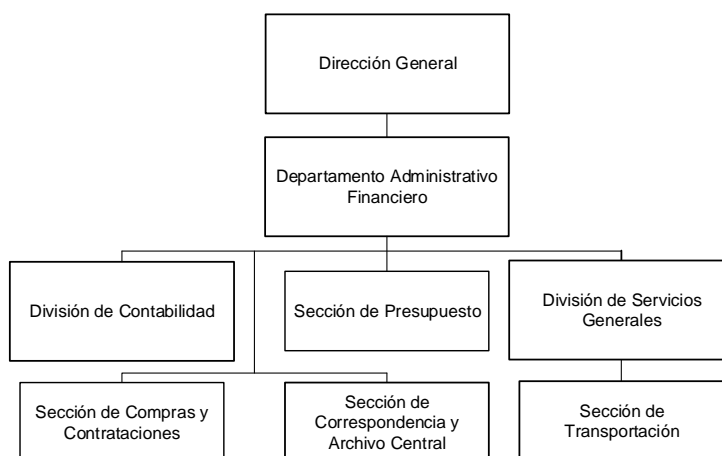 Dirección General
Departamento Administrativo
Financiero
División de Contabilidad
Sección de Presupuesto
División de Servicios
Generales
Sección de Compras y
Contrataciones
Sección de
Correspondencia y
Archivo Central
Sección de
Transportación